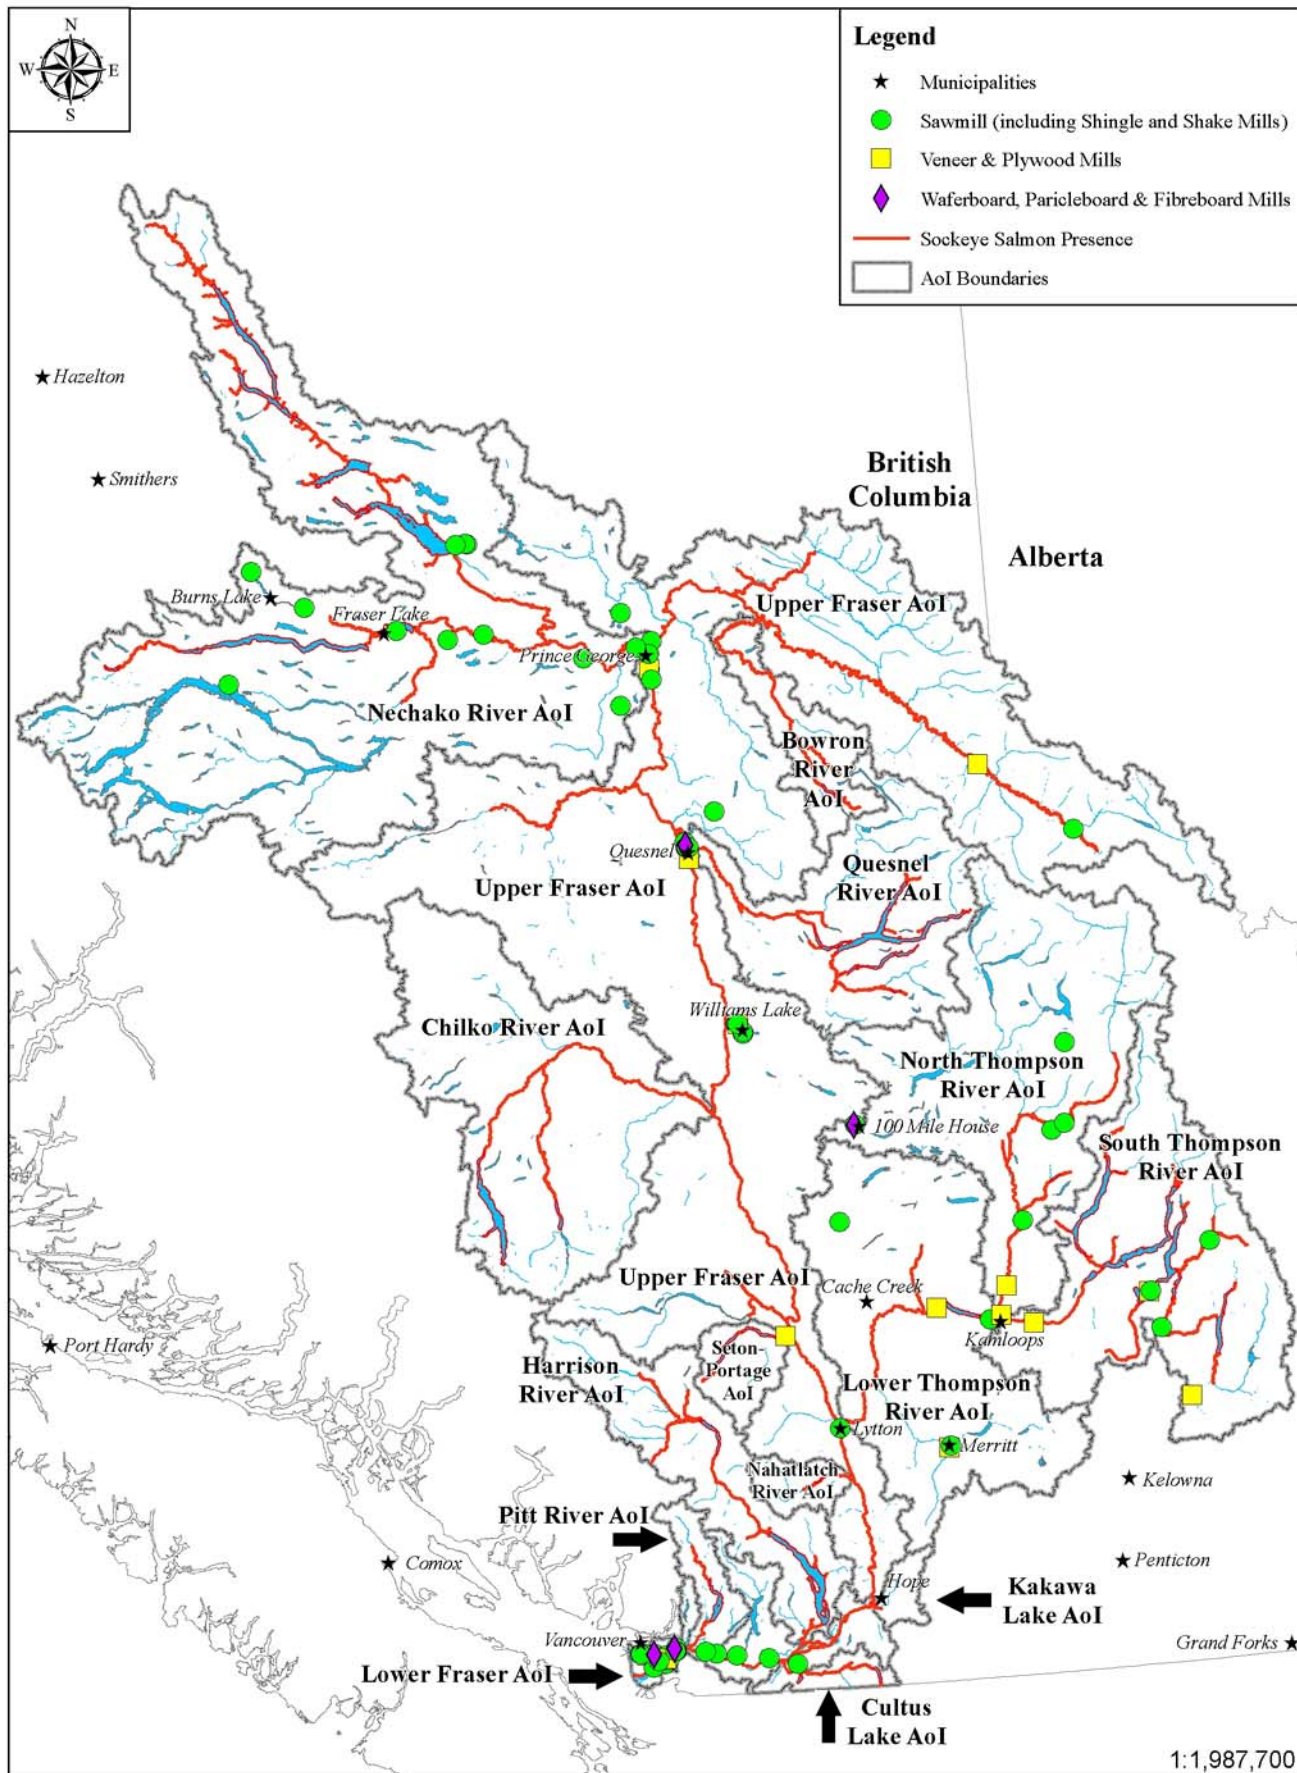 N
W
E
S
Legend
Municipalities
Sawmill (including Shingle and Shake Mills)
Veneer & Plywood Mills
Waferboard, Paricleboard & Fibreboard Mills
Sockeye Salmon Presence
AoI Boundaries
Hazelton
Smithers
British
Columbia
Alberta
Burns Lake
Fraser Lake
Upper Fraser AoI
Prince George
Nechako River AoI
Bowron
River
AoI
Quesnel
Upper Fraser AoI
Quesnel
River AoI
Williams Lake
Chilko River AoI
North Thompson
River AoI
100 Mile House
South Thompson
River AoI
Upper Fraser AoI
Cache Creek
Port Hardy
Kamloops
Seton-
Portage
AoI
Harrison
River AoI
Lower Thompson
River AoI
Lytton
Merritt
Nahatlatch
River AoI
Kelowna
Pitt River AoI
Comox
Penticton
Hope
Kakawa
Lake AoI
Vancouver
Grand Forks
Lower Fraser AoI
Cultus
Lake AoI
1:1,987,700